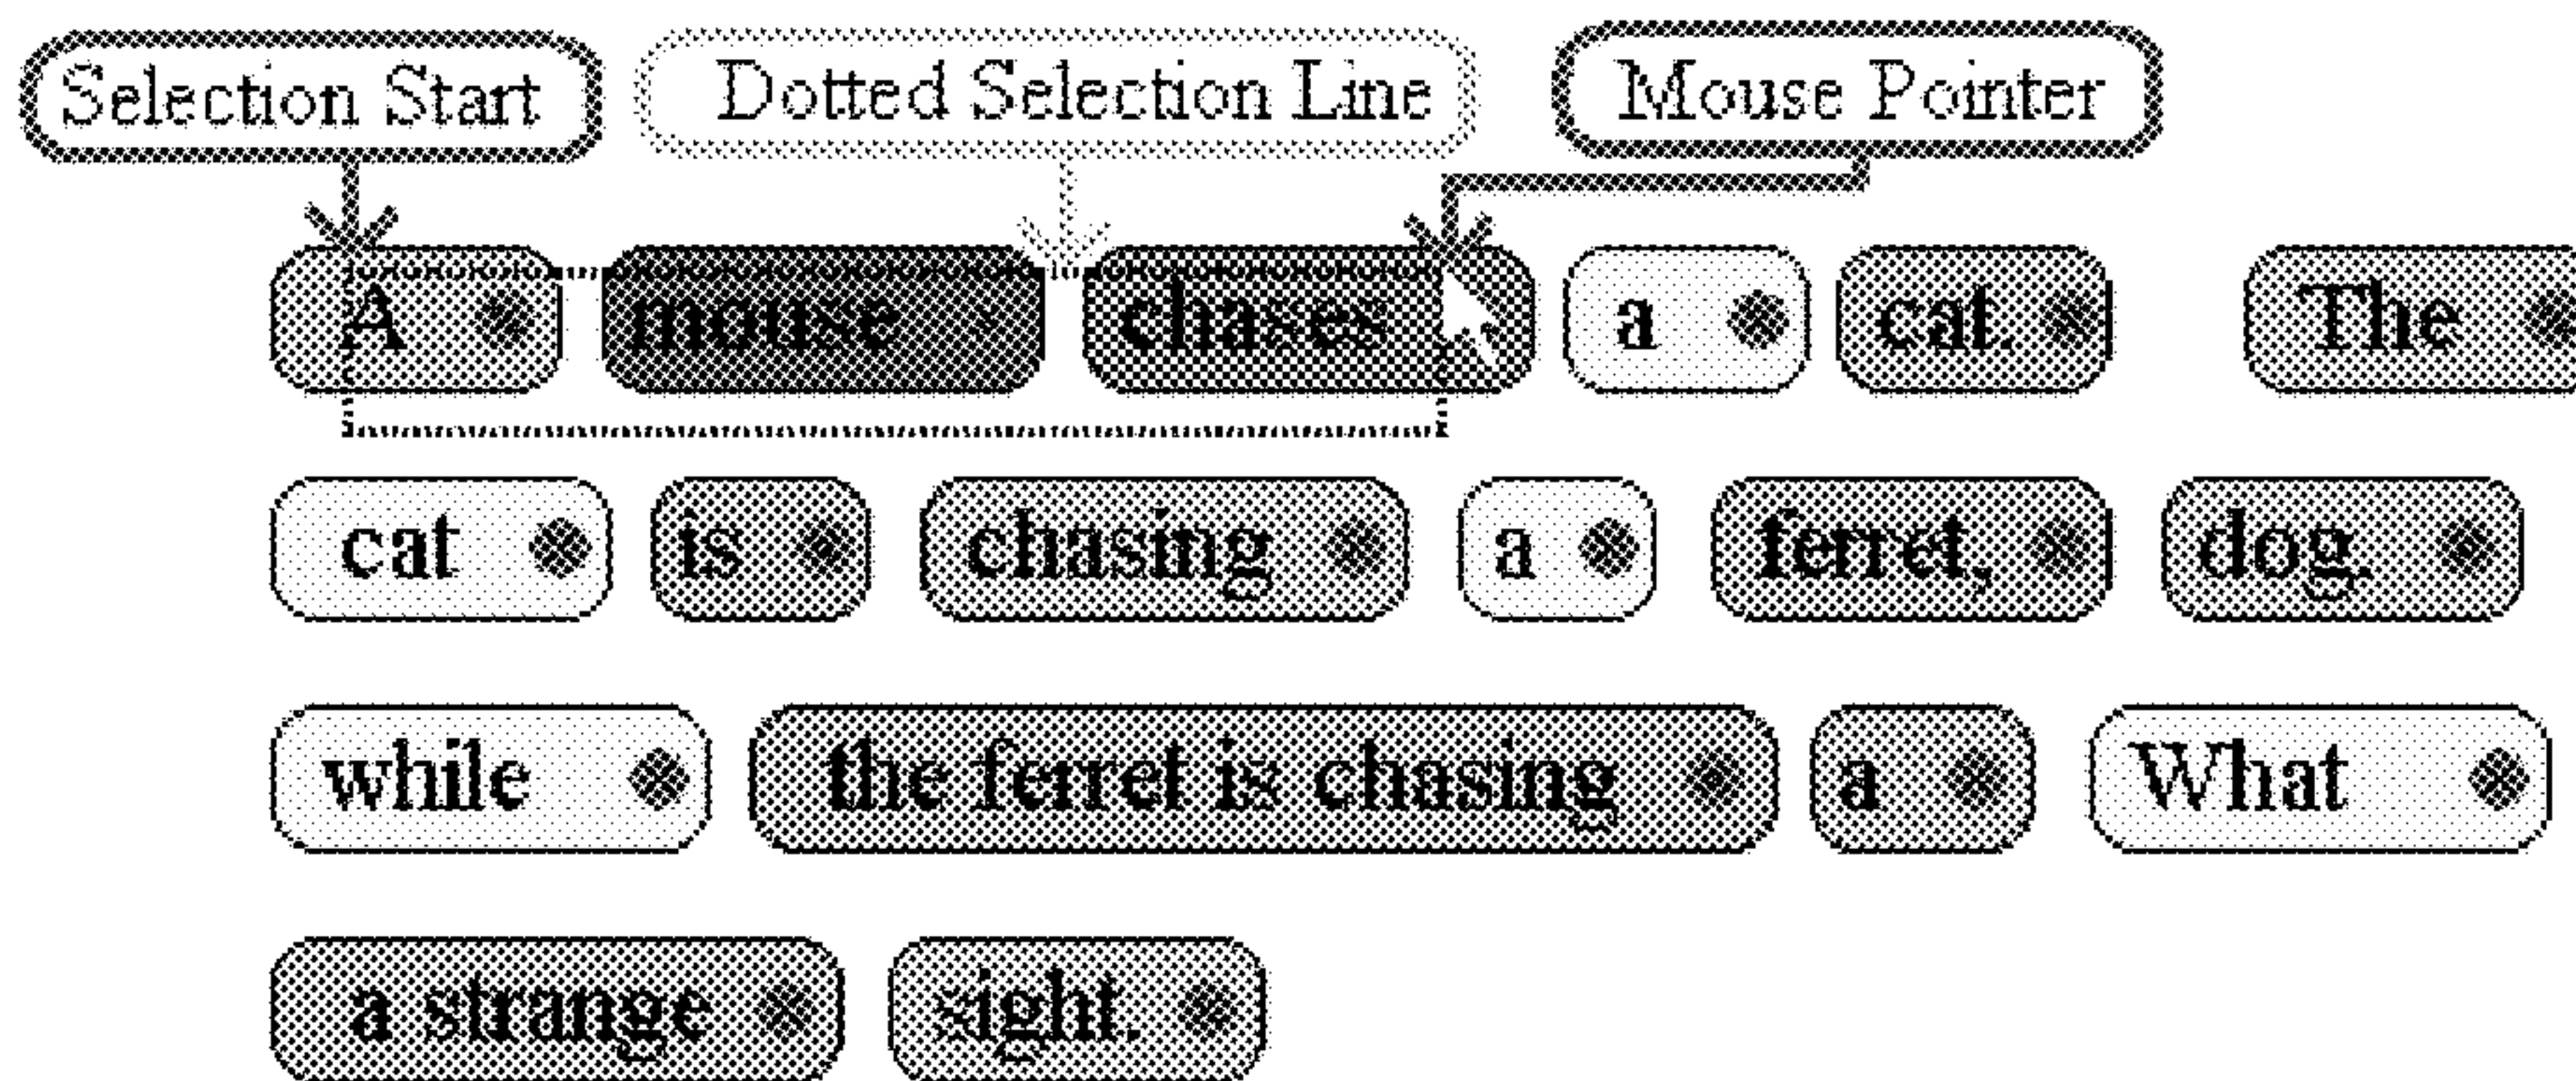 Selection Start Dotted Selection Line Mouse Pointer
A mouse chases a cat. The
cat is chasing a ferret, dog.
while the ferret is chasing a What
a strange sight.